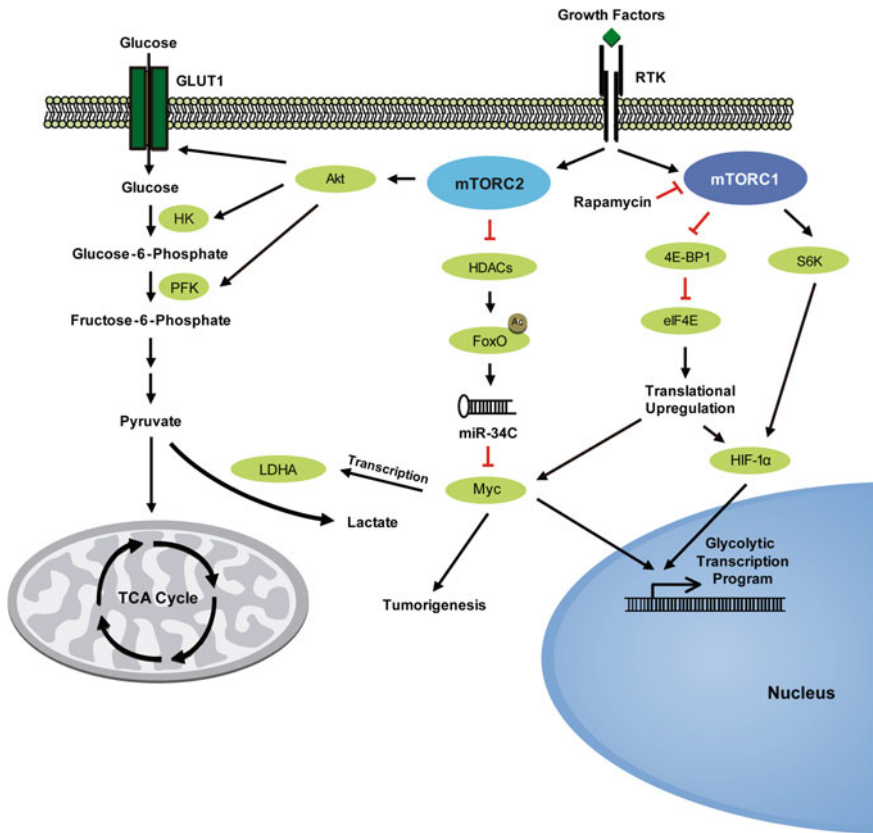 Growth Factors
Glucose
GLUT1
RTK
Glucose
Akt
mTORC2
mTORC1
HK
Rapamycin
Glucose-6-Phosphate
HDACs
4E-BP1
S6K
PFK
Fructose-6-Phosphate
Ac
FoxO
eIF4E
Translational
Upregulation
Pyruvate
miR-34C
LDHA
Transcription
HIF-1α
Myc
Lactate
Glycolytic
Transcription
Program
TCA Cycle
Tumorigenesis
Nucleus